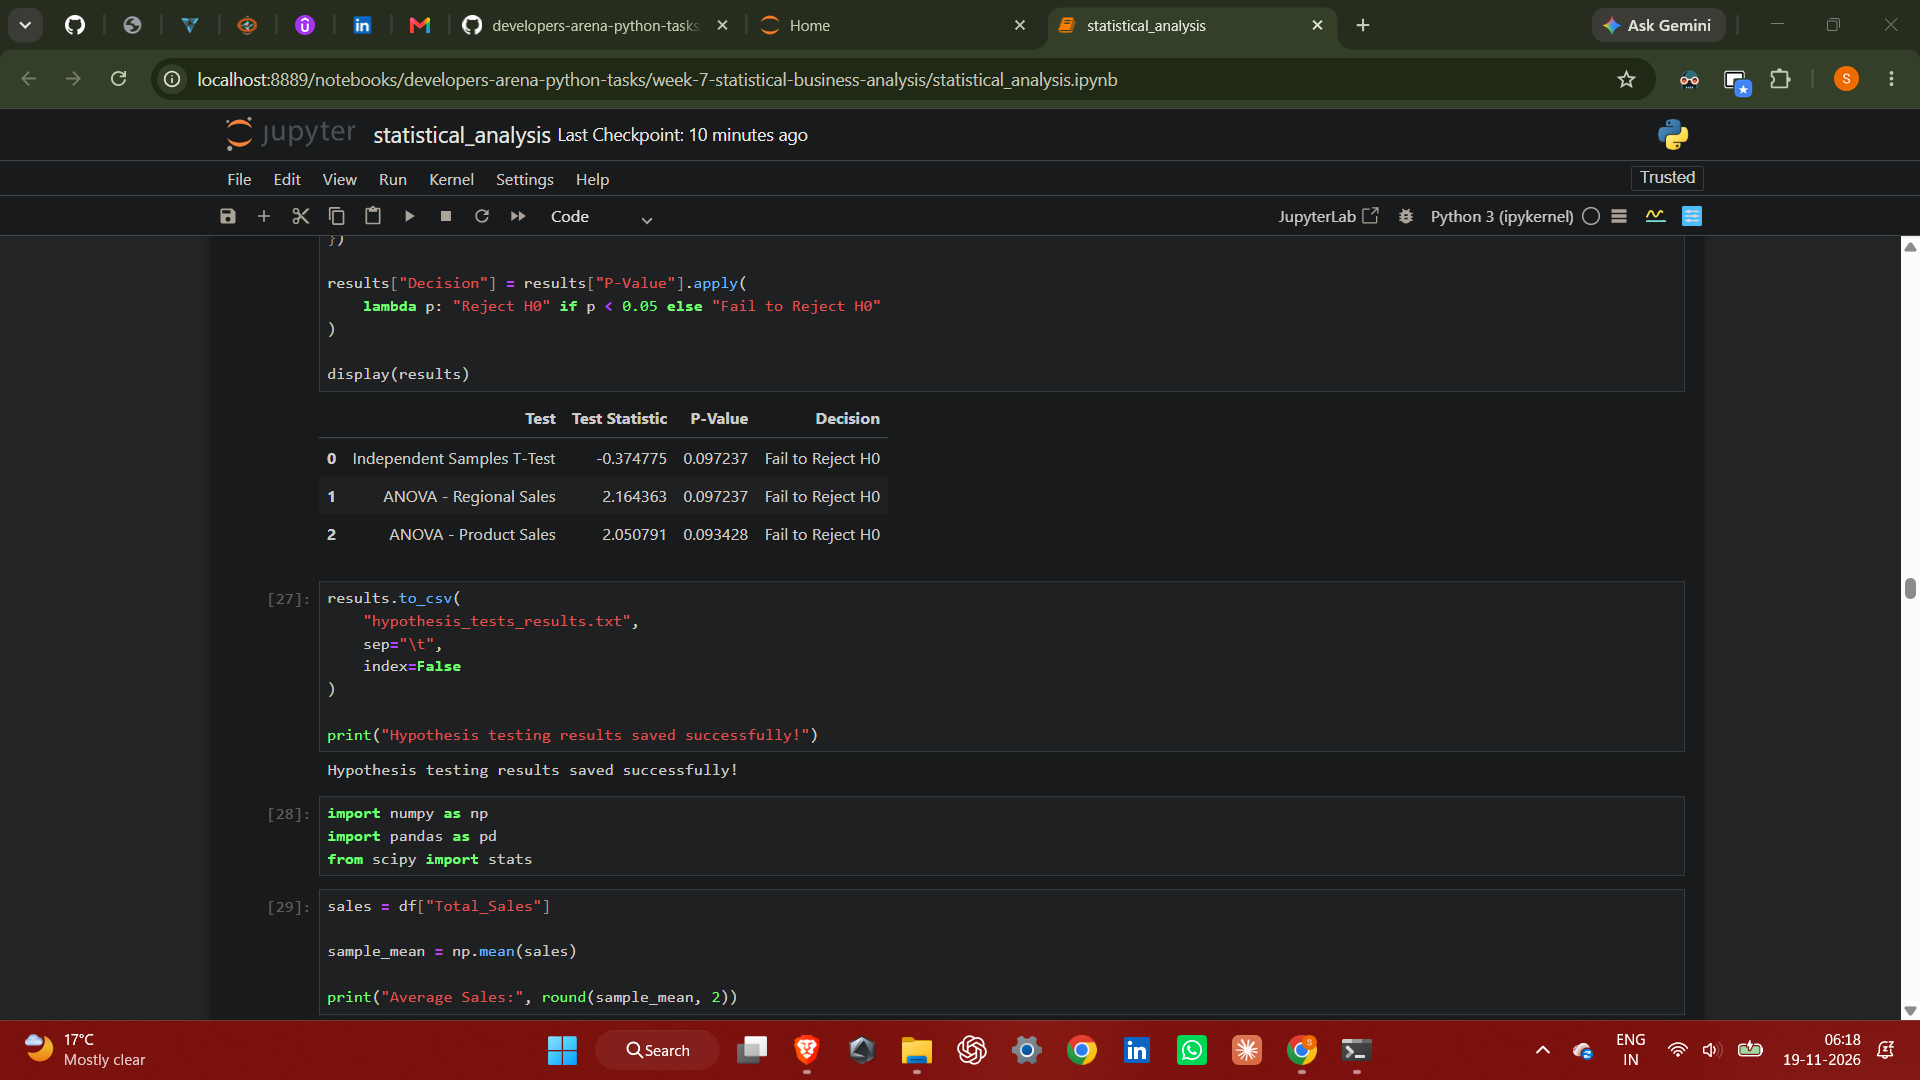 developers-arena-python-tasks
Home
statistical_analysis
Ask Gemini
localhost:8889/notebooks/developers-arena-python-tasks/week-7-statistical-business-analysis/statistical_analysis.ipynb
S
jupyter statistical_analysis Last Checkpoint: 10 minutes ago
File Edit View Run Kernel Settings Help
Trusted
Code
JupyterLab
Python 3 (ipykernel)
})
results["Decision"] = results["P-Value"].apply(
    lambda p: "Reject H0" if p < 0.05 else "Fail to Reject H0"
)
display(results)
Test Test Statistic P-Value Decision
0 Independent Samples T-Test -0.374775 0.097237 Fail to Reject H0
1 ANOVA - Regional Sales 2.164363 0.097237 Fail to Reject H0
2 ANOVA - Product Sales 2.050791 0.093428 Fail to Reject H0
[27]: results.to_csv(
    "hypothesis_tests_results.txt",
    sep="\t",
    index=False
)
print("Hypothesis testing results saved successfully!")
Hypothesis testing results saved successfully!
[28]: import numpy as np
import pandas as pd
from scipy import stats
[29]: sales = df["Total_Sales"]
sample_mean = np.mean(sales)
print("Average Sales:", round(sample_mean, 2))
17°C
Mostly clear
Search
ENG
IN
06:18
19-11-2026